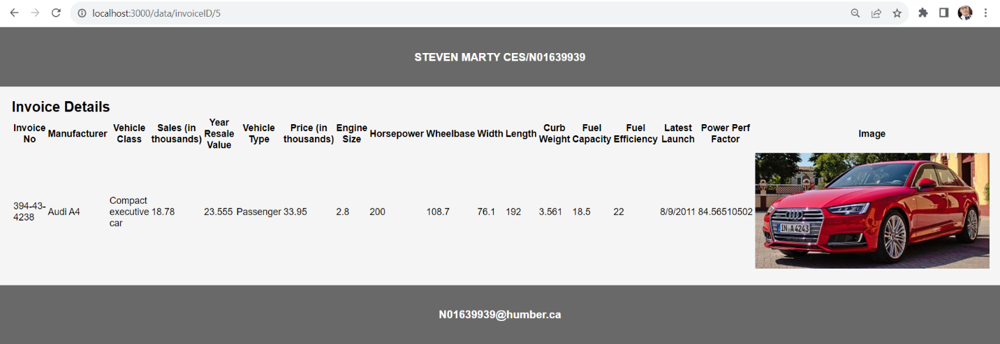 localhost:3000/data/invoiceID/5
STEVEN MARTY CES/N01639939
Invoice Details
Invoice No
Manufacturer
Vehicle Class
Sales (in thousands)
Year Resale Value
Vehicle Type
Price (in thousands)
Engine Size
Horsepower
Wheelbase
Width
Length
Curb Weight
Fuel Capacity
Fuel Efficiency
Latest Launch
Power Perf Factor
Image
394-43-4238
Audi A4
Compact executive car
18.78
23.555
Passenger
33.95
2.8
200
108.7
76.1
192
3.561
18.5
22
8/9/2011
84.56510502
IN A 4243
N01639939@humber.ca